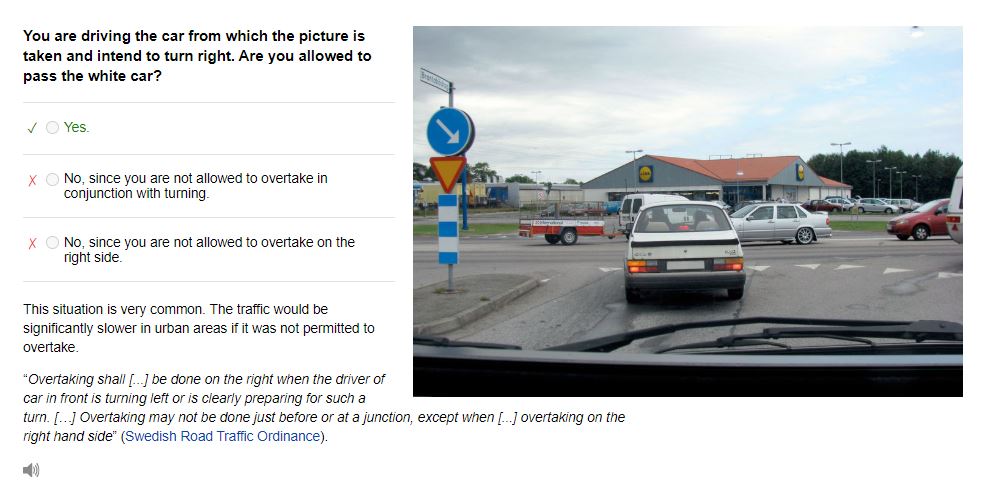 You are driving the car from which the picture is
taken and intend to turn right. Are you allowed to
pass the white car?
Yes.
No, since you are not allowed to overtake in
conjunction with turning.
No, since you are not allowed to overtake on the
right side.
This situation is very common. The traffic would be
significantly slower in urban areas if it was not permitted to
overtake.
“Overtaking shall [...] be done on the right when the driver of
car in front is turning left or is clearly preparing for such a
turn. […] Overtaking may not be done just before or at a junction, except when [...] overtaking on the
right hand side” (Swedish Road Traffic Ordinance).